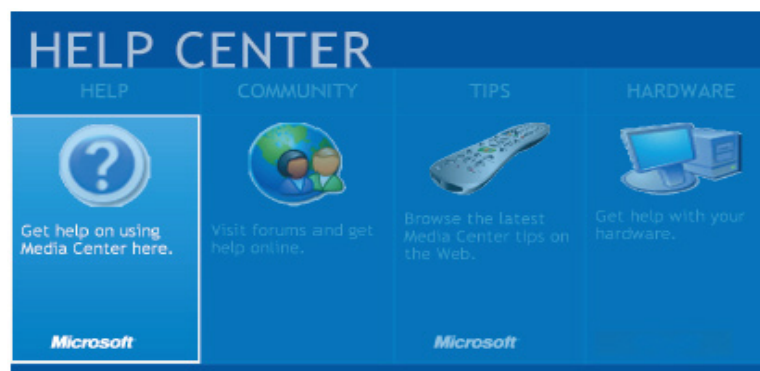 HELP CENTER
HELP
COMMUNITY
TIPS
HARDWARE
Get help on using
Media Center here.
Visit forums and get
help online.
Browse the latest
Media Center tips on
the Web.
Get help with your
hardware.
Microsoft
Microsoft